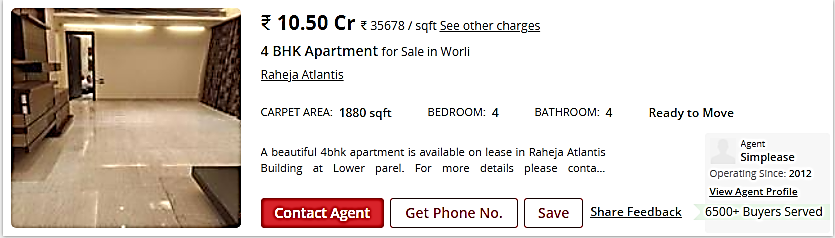 ₹ 10.50 Cr ₹ 35678 / sqft See other charges
4 BHK Apartment for Sale in Worli
Raheja Atlantis
CARPET AREA: 1880 sqft BEDROOM: 4 BATHROOM: 4 Ready to Move
A beautiful 4bhk apartment is available on lease in Raheja Atlantis
Building at Lower parel. For more details please conta...
Agent
Simplease
Operating Since: 2012
View Agent Profile
6500+ Buyers Served
Contact Agent Get Phone No. Save Share Feedback